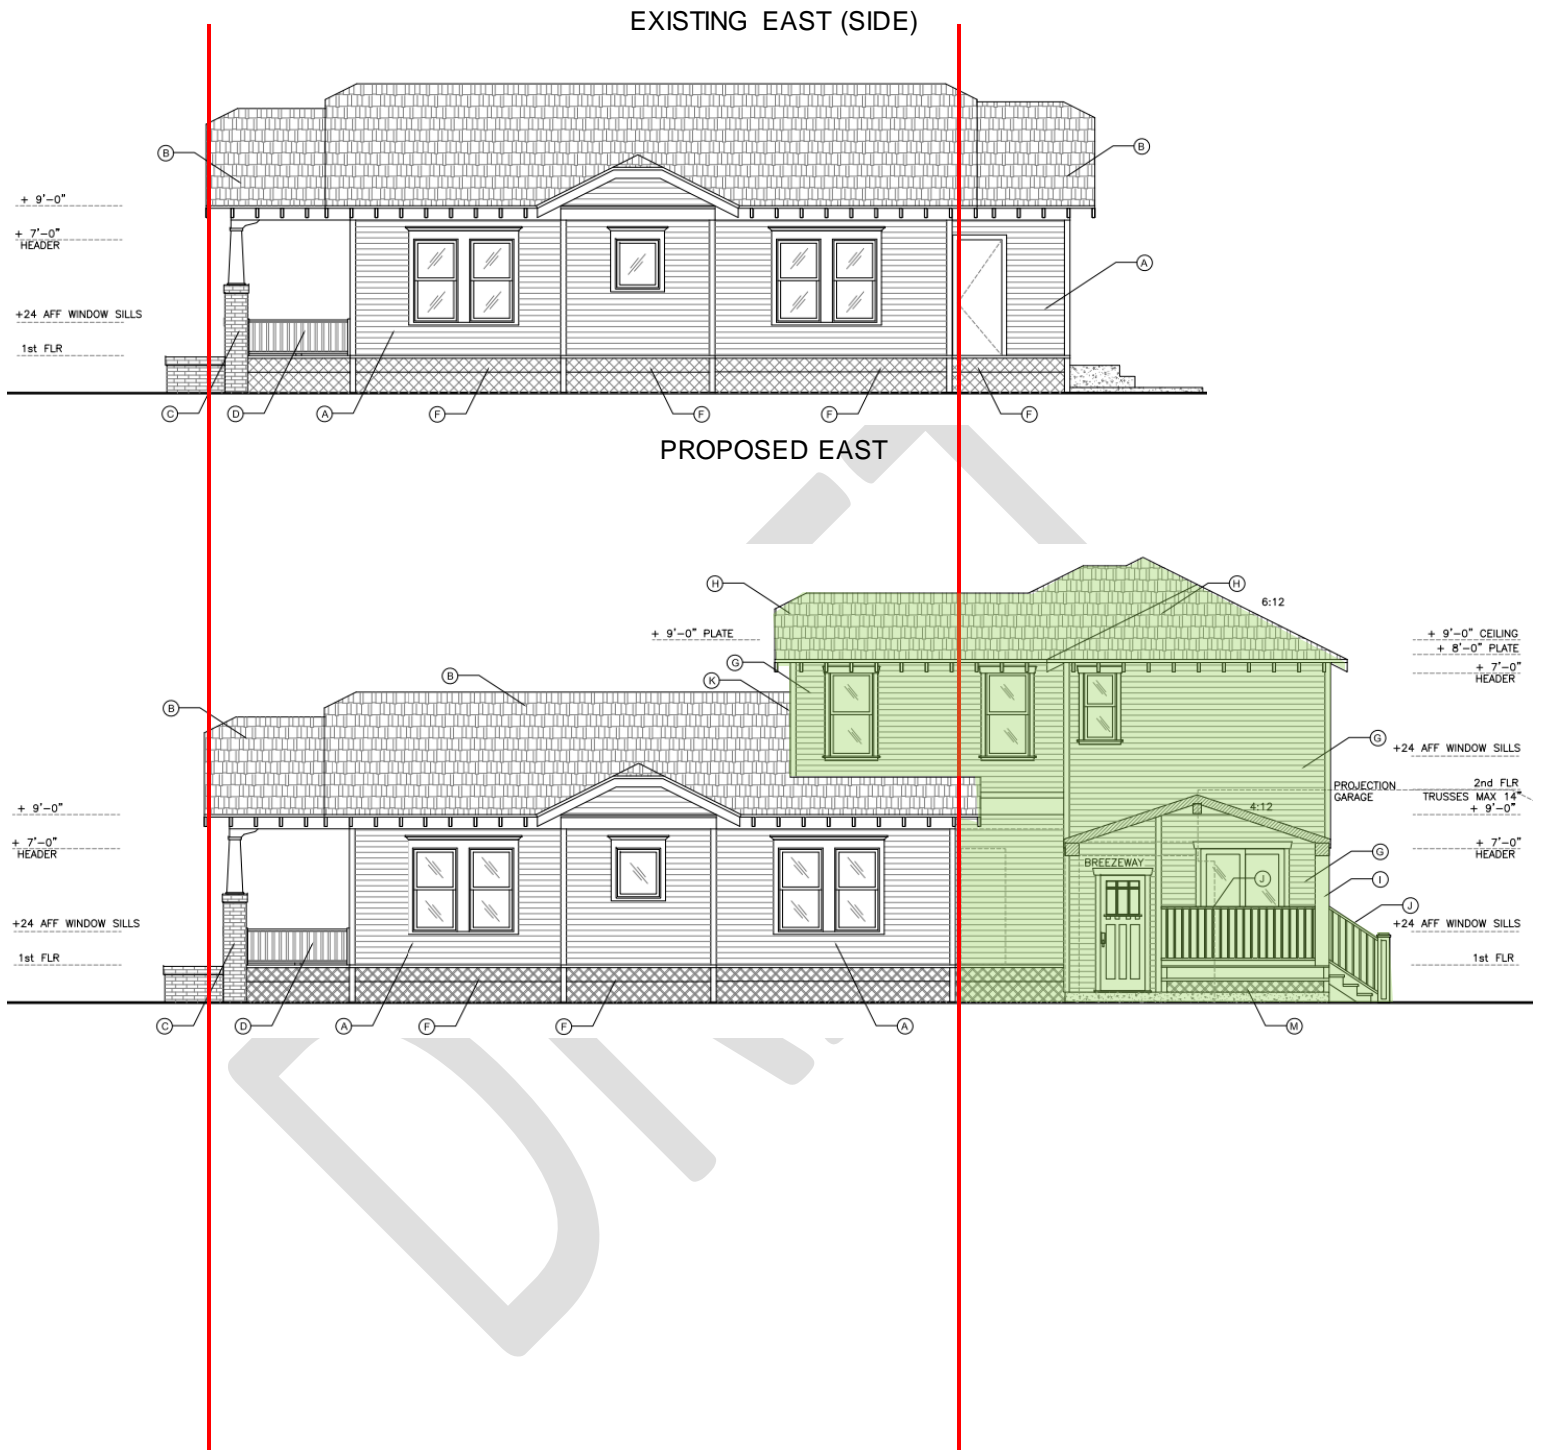 EXISTING EAST (SIDE)
B
B
+ 9'-0"
+ 7'-0"
HEADER
A
+24 AFF WINDOW SILLS
1st FLR
C
D
A
F
F
F
F
PROPOSED EAST
H
H
6:12
+ 9'-0" PLATE
+ 9'-0" CEILING
+ 8'-0" PLATE
+ 7'-0"
HEADER
G
K
B
B
G
+24 AFF WINDOW SILLS
PROJECTION
GARAGE
2nd FLR
TRUSSES MAX 14"
+ 9'-0"
4:12
+ 9'-0"
+ 7'-0"
HEADER
+ 7'-0"
HEADER
BREEZEWAY
G
J
I
J
+24 AFF WINDOW SILLS
+24 AFF WINDOW SILLS
1st FLR
1st FLR
C
D
A
F
F
A
M
DRAFT